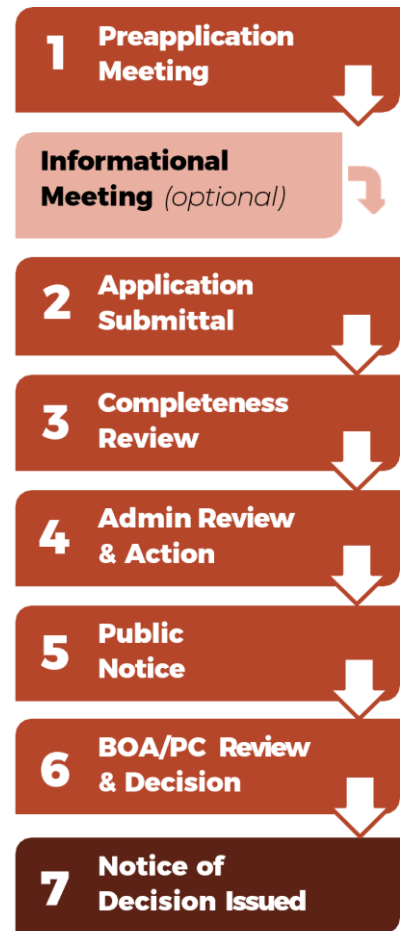 1 Preapplication
Meeting
Informational
Meeting (optional)
2 Application
Submittal
3 Completeness
Review
4 Admin Review
& Action
5 Public
Notice
6 BOA/PC Review
& Decision
7 Notice of
Decision Issued